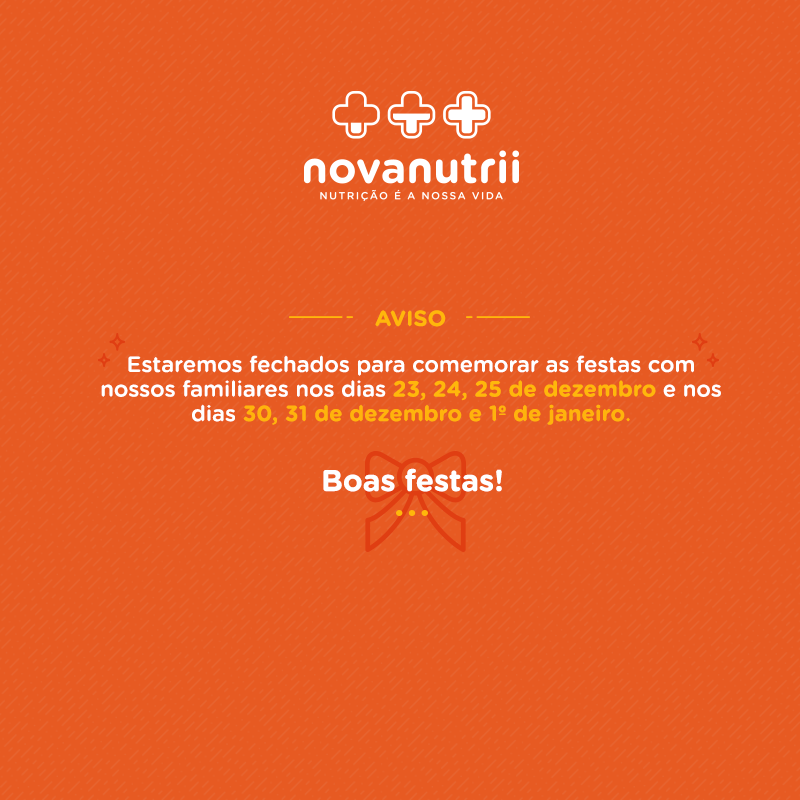 novanutrii
NUTRIÇÃO É A NOSSA VIDA
AVISO
Estaremos fechados para comemorar as festas com
nossos familiares nos dias 23, 24, 25 de dezembro e nos
dias 30, 31 de dezembro e 1º de janeiro.
Boas festas!